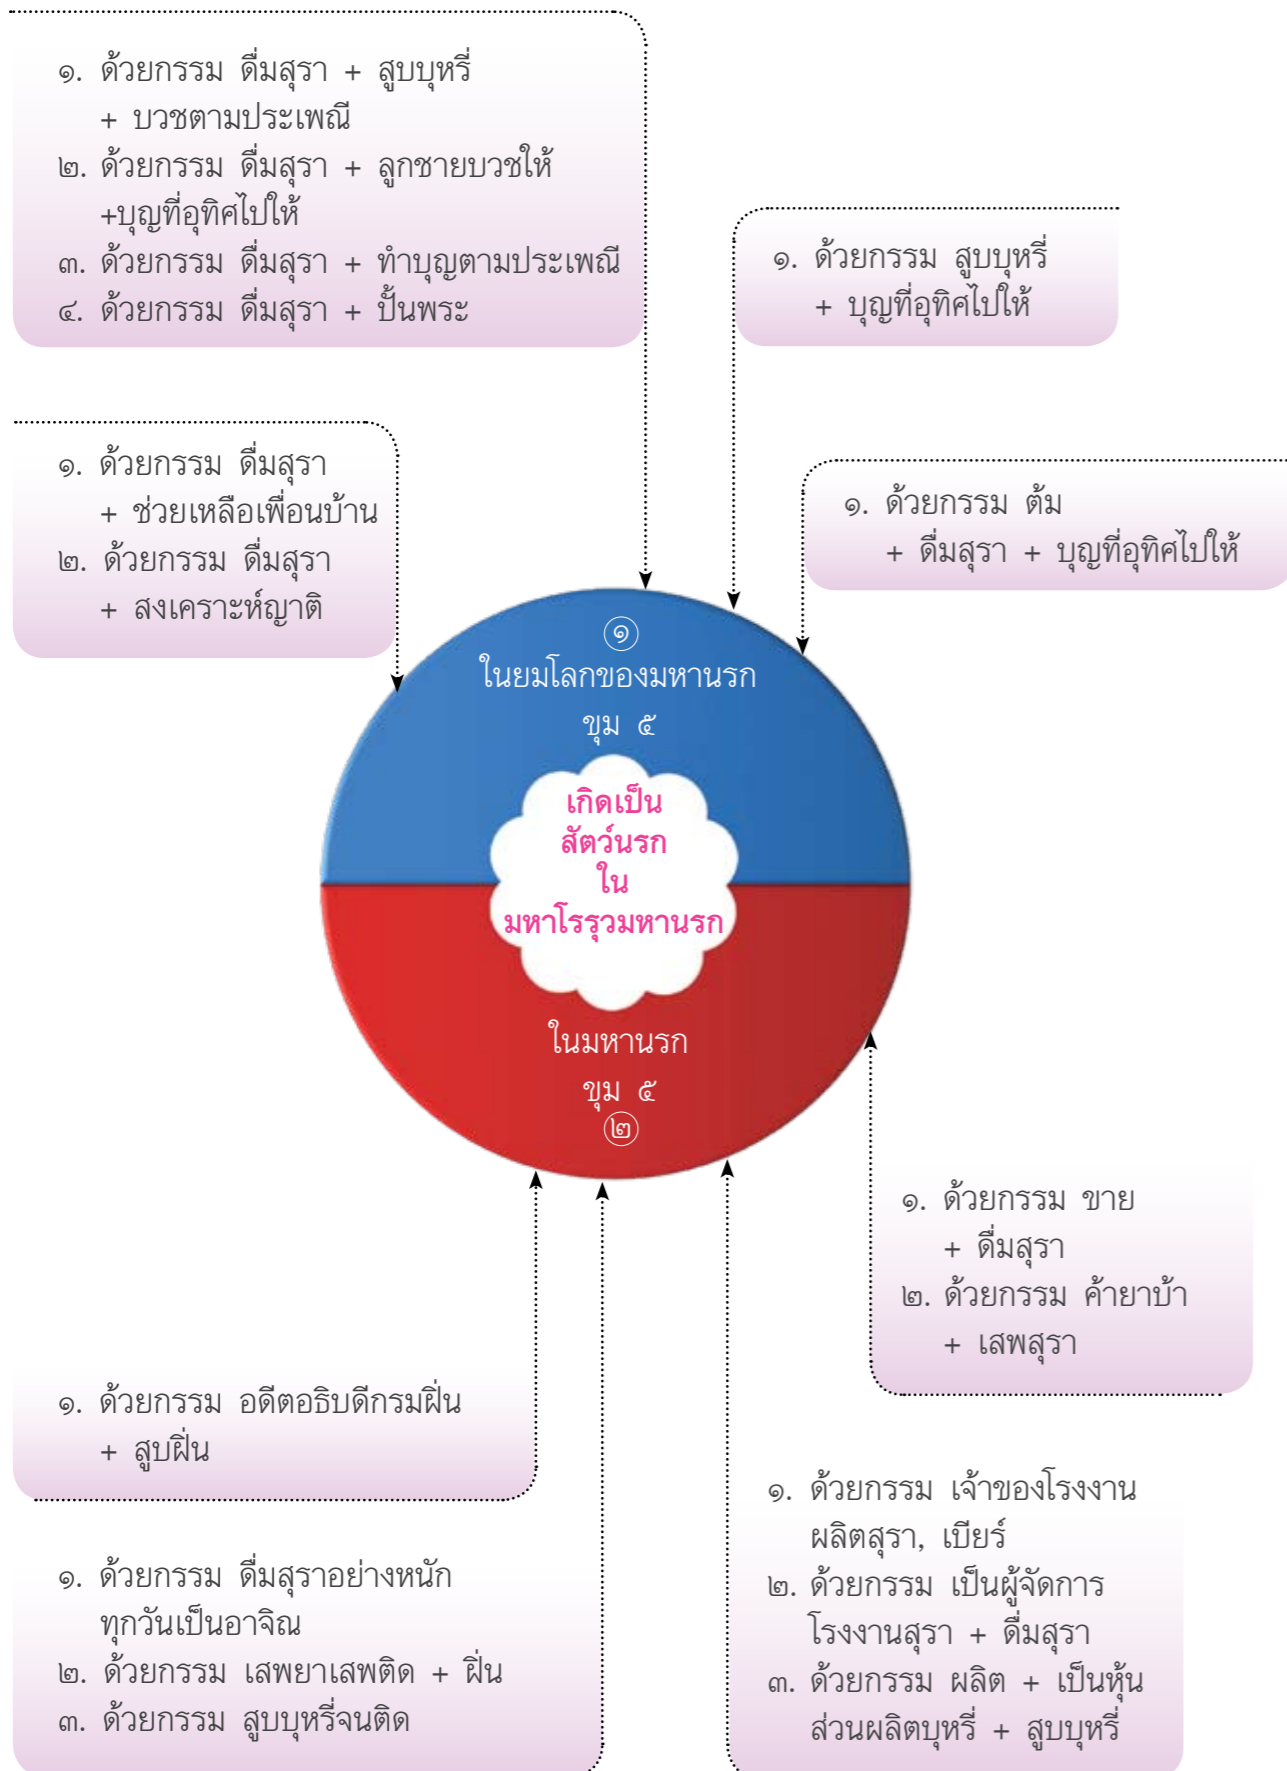 ๑. ด้วยกรรม ดื่มสุรา + สูบบุหรี่
+ บวชตามประเพณี
๒. ด้วยกรรม ดื่มสุรา + ลูกชายบวชให้
+บุญที่อุทิศไปให้
๓. ด้วยกรรม ดื่มสุรา + ทำบุญตามประเพณี
๔. ด้วยกรรม ดื่มสุรา + ปั้นพระ
๑. ด้วยกรรม สูบบุหรี่
+ บุญที่อุทิศไปให้
๑. ด้วยกรรม ดื่มสุรา
+ ช่วยเหลือเพื่อนบ้าน
๒. ด้วยกรรม ดื่มสุรา
+ สงเคราะห์ญาติ
๑. ด้วยกรรม ต้ม
+ ดื่มสุรา + บุญที่อุทิศไปให้
๑
ในยมโลกของมหานรก
ขุม ๕
เกิดเป็น
สัตว์นรก
ใน
มหาโรรุวมหานรก
ในมหานรก
ขุม ๕
๒
๑. ด้วยกรรม ขาย
+ ดื่มสุรา
๒. ด้วยกรรม ค้ายาบ้า
+ เสพสุรา
๑. ด้วยกรรม อดีตอธิบดีกรมฝิ่น
+ สูบฝิ่น
๑. ด้วยกรรม ดื่มสุราอย่างหนัก
ทุกวันเป็นอาจิณ
๒. ด้วยกรรม เสพยาเสพติด + ฝิ่น
๓. ด้วยกรรม สูบบุหรี่จนติด
๑. ด้วยกรรม เจ้าของโรงงาน
ผลิตสุรา, เบียร์
๒. ด้วยกรรม เป็นผู้จัดการ
โรงงานสุรา + ดื่มสุรา
๓. ด้วยกรรม ผลิต + เป็นหุ้น
ส่วนผลิตบุหรี่ + สูบบุหรี่